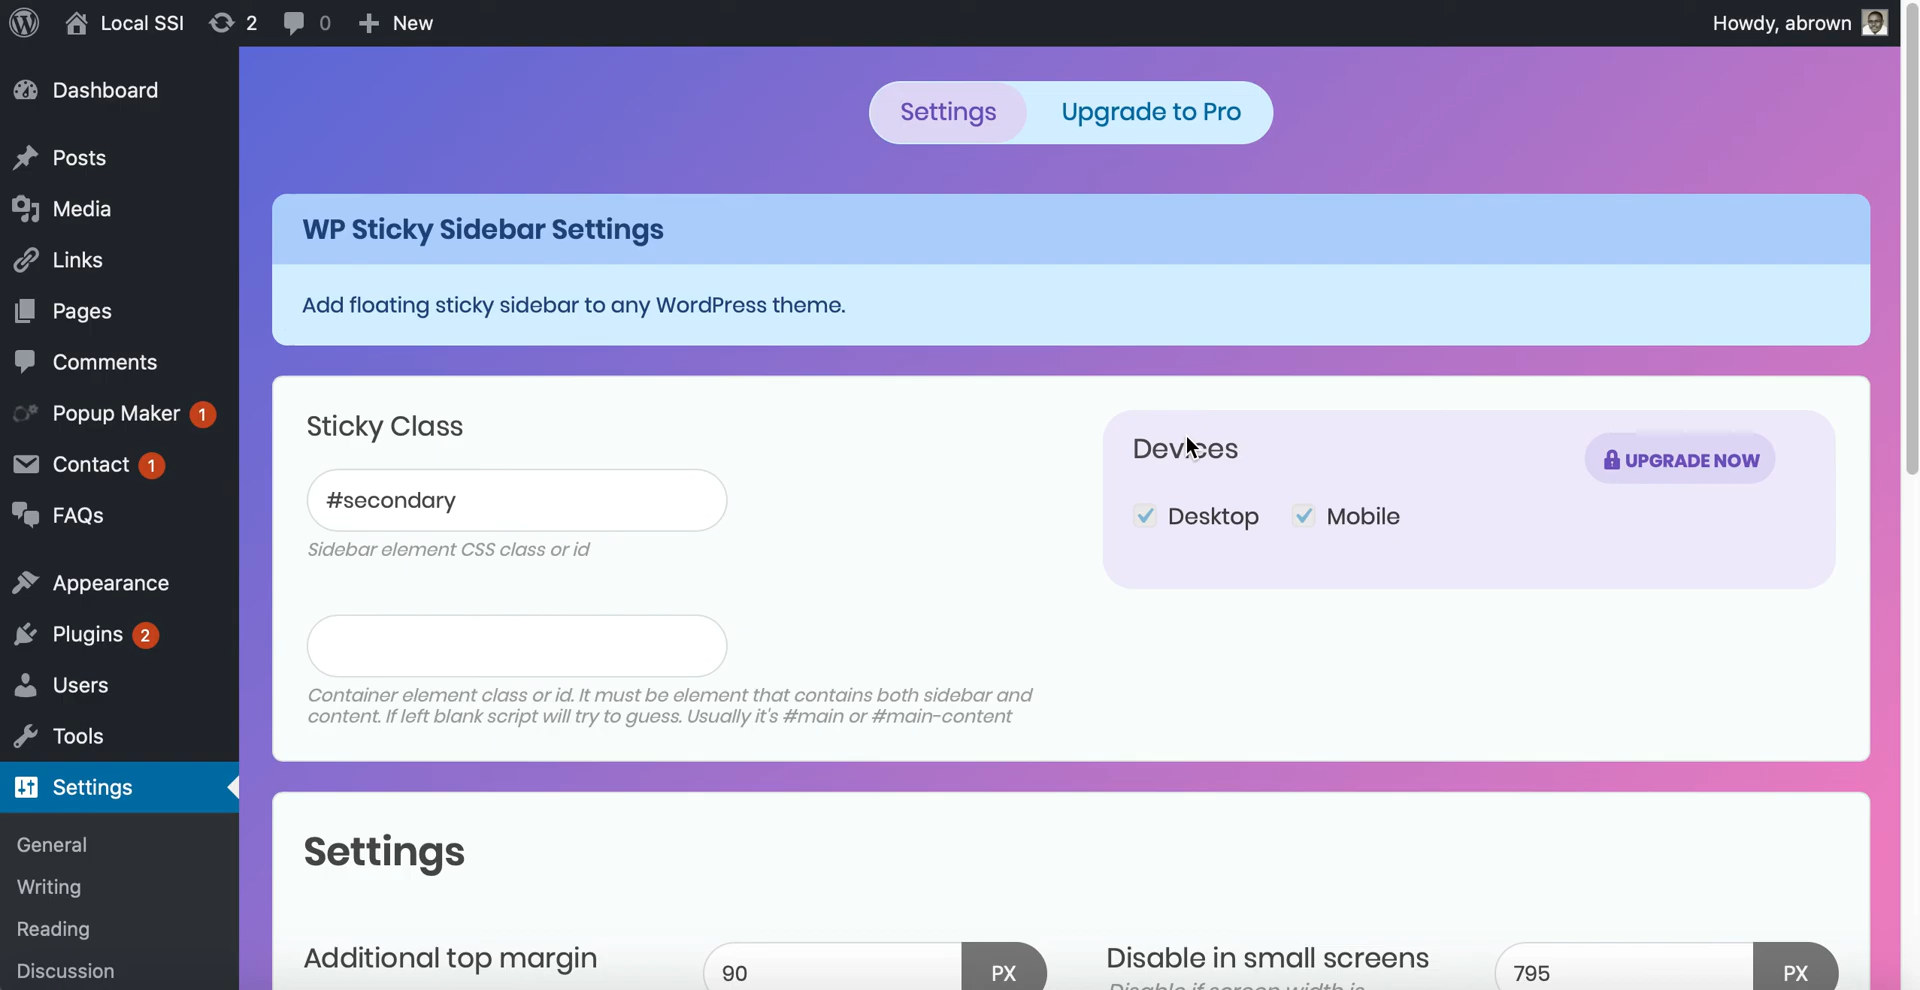 Local SSI 2 0 New Howdy, abrown
Dashboard
Posts
Media
Links
Pages
Comments
Popup Maker 1
Contact 1
FAQs
Appearance
Plugins 2
Users
Tools
Settings
General
Writing
Reading
Discussion
Settings Upgrade to Pro
WP Sticky Sidebar Settings
Add floating sticky sidebar to any WordPress theme.
Sticky Class
#secondary
Sidebar element CSS class or id
Container element class or id. It must be element that contains both sidebar and
content. If left blank script will try to guess. Usually it's #main or #main-content
Devices
UPGRADE NOW
Desktop Mobile
Settings
Additional top margin 90 PX
Disable in small screens 795 PX
Disable if screen width is